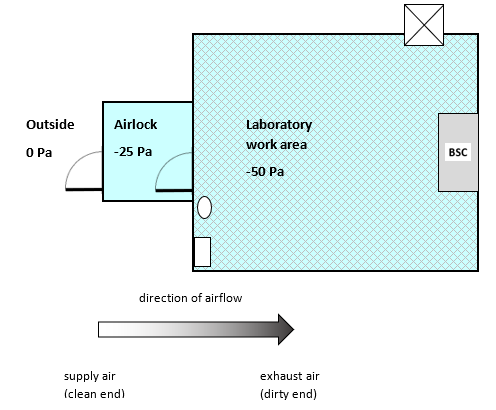 Outside
0 Pa
Airlock
-25 Pa
Laboratory
work area
-50 Pa
BSC
direction of airflow
supply air
(clean end)
exhaust air
(dirty end)